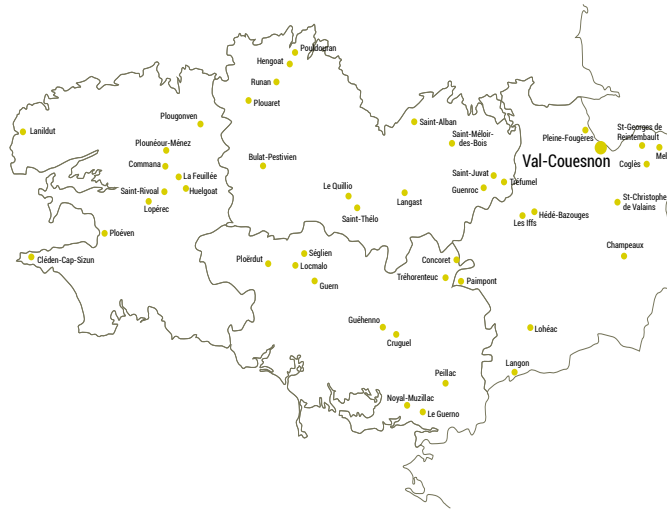 Pouldouran
Hengoat
Runan
Plouaret
Plougonven
Lanildut
Plounéour-Ménez
Commana
La Feuillée
Saint-Rivoal
Huelgoat
Lopérec
Bulat-Pestivien
Saint-Alban
Saint-Méloir-
des-Bois
Pleine-Fougères
St-Georges de
Reintembault
Mel
Val-Couesnon
Coglès
Saint-Juvat
Tréfumel
Guenroc
Le Quillio
Saint-Thélo
Langast
St-Christophe
de Valains
Les Iffs
Hédé-Bazouges
Ploéven
Cléden-Cap-Sizun
Ploërdut
Séglien
Locmalo
Guern
Concoret
Tréhorenteuc
Paimpont
Champeaux
Guéhenno
Cruguel
Lohéac
Langon
Peillac
Noyal-Muzillac
Le Guerno